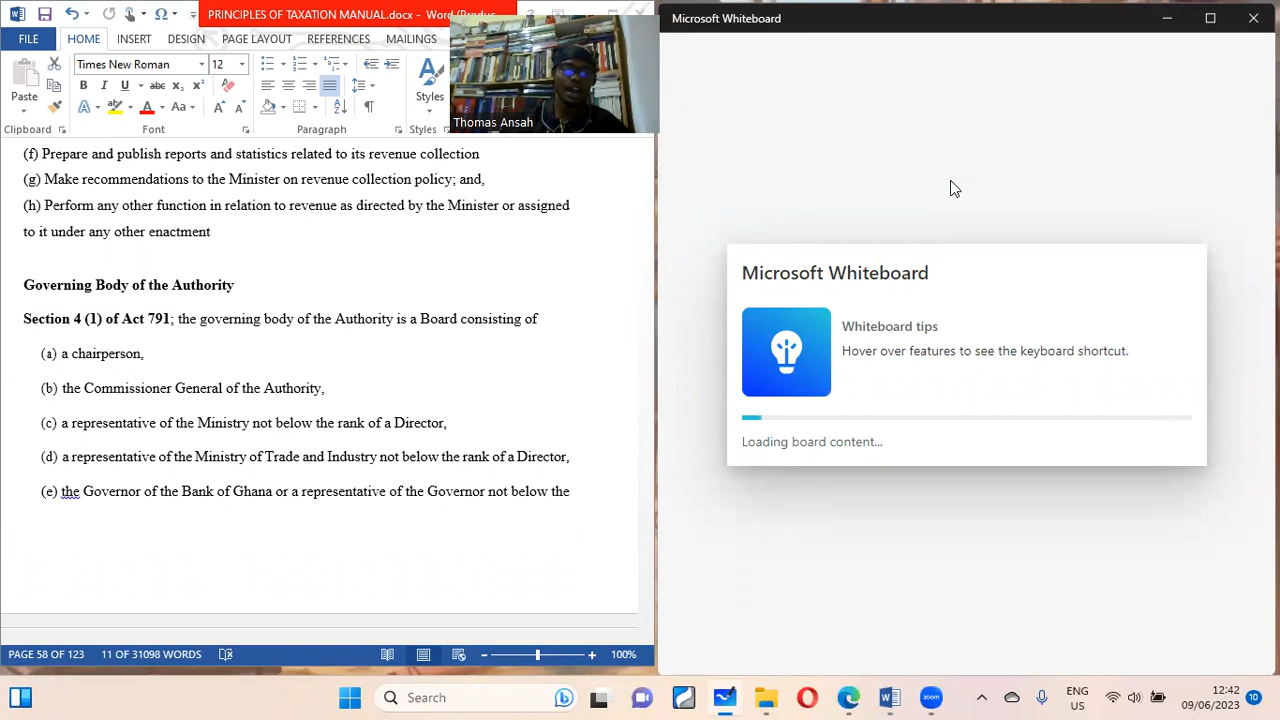 PRINCIPLES OF TAXATION MANUAL.docx - Word (Produc...
Microsoft Whiteboard
FILE
HOME
INSERT
DESIGN
PAGE LAYOUT
REFERENCES
MAILINGS
Times New Roman
12
Paste
Styles
Clipboard
Font
Paragraph
Styles
Thomas Ansah
(f) Prepare and publish reports and statistics related to its revenue collection
(g) Make recommendations to the Minister on revenue collection policy; and,
(h) Perform any other function in relation to revenue as directed by the Minister or assigned
to it under any other enactment
Governing Body of the Authority
Section 4 (1) of Act 791; the governing body of the Authority is a Board consisting of
(a) a chairperson,
(b) the Commissioner General of the Authority,
(c) a representative of the Ministry not below the rank of a Director,
(d) a representative of the Ministry of Trade and Industry not below the rank of a Director,
(e) the Governor of the Bank of Ghana or a representative of the Governor not below the
Microsoft Whiteboard
Whiteboard tips
Hover over features to see the keyboard shortcut.
Loading board content...
PAGE 58 OF 123
11 OF 31098 WORDS
100%
Search
zoom
ENG
US
12:42
09/06/2023
10